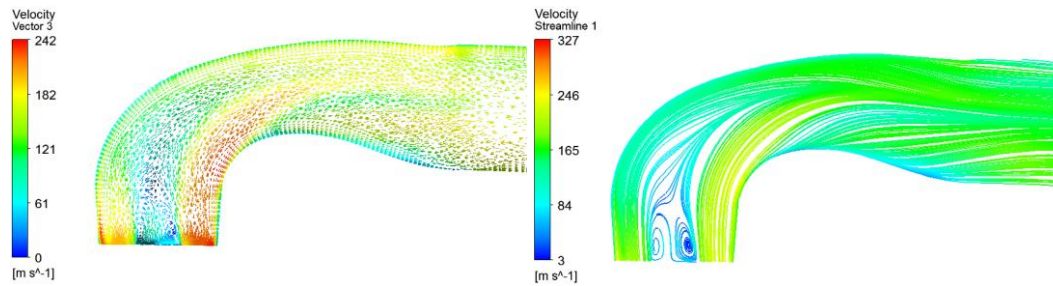 Velocity
Vector 3
242
182
121
61
0
[m s^-1]
Velocity
Streamline 1
327
246
165
84
3
[m s^-1]